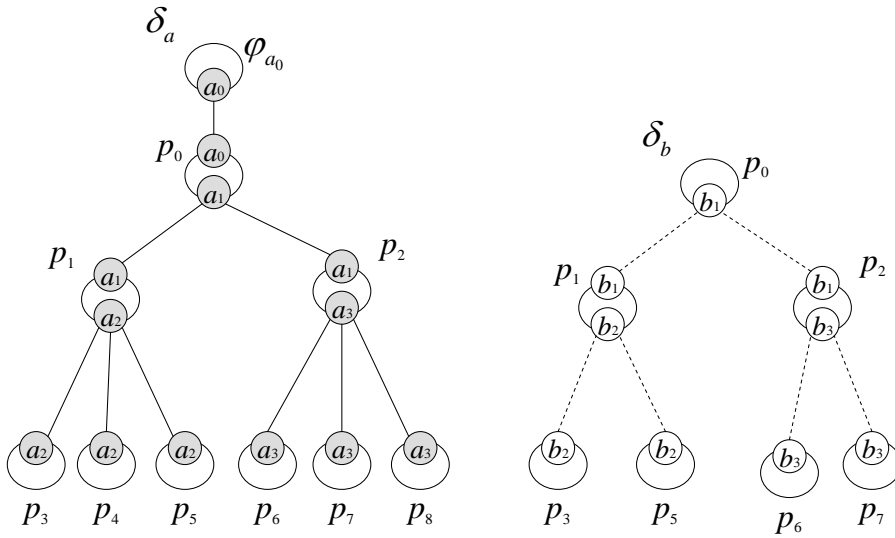 δₐ φₐ₀
a₀
p₀ a₀
a₁
p₁ a₁ a₁ p₂
a₂ a₃
a₂ a₂ a₂ a₃ a₃ a₃
p₃ p₄ p₅ p₆ p₇ p₈
δ_b p₀
b₁
p₁ b₁ b₁ p₂
b₂ b₃
b₂ b₂ b₃ b₃
p₃ p₅ p₆ p₇